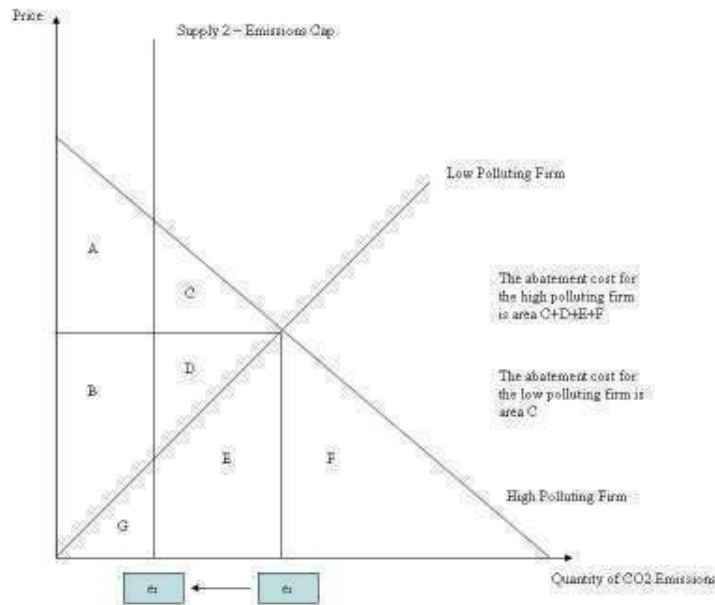 Price
Supply 2 – Emissions Cap
Low Polluting Firm
A
C
The abatement cost for
the high polluting firm
is area C+D+E+F
D
B
The abatement cost for
the low polluting firm is
area C
E
F
High Polluting Firm
G
Quantity of CO2 Emissions